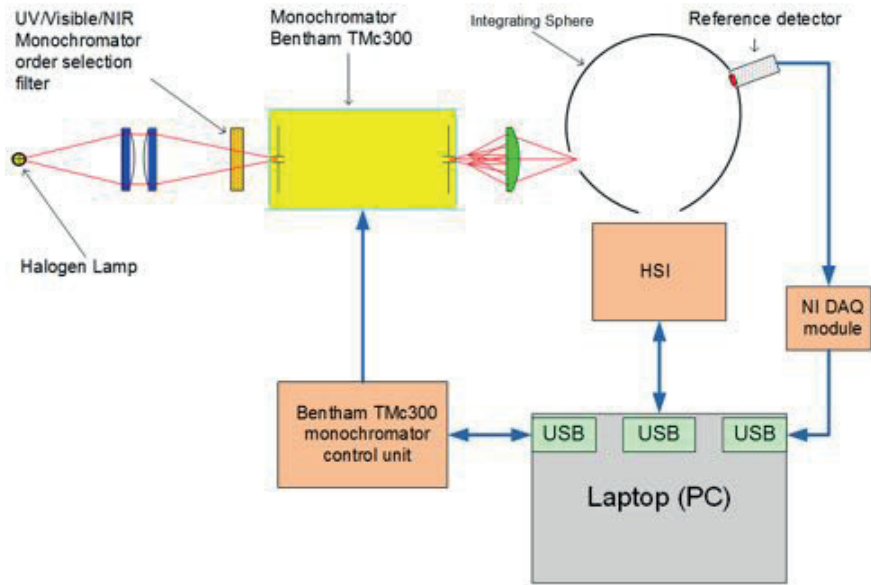 UV/Visible/NIR
Monochromator
order selection
filter
Monochromator
Bentham TMc300
Integrating Sphere
Reference detector
Halogen Lamp
HSI
NI DAQ
module
Bentham TMc300
monochromator
control unit
USB
USB
USB
Laptop (PC)